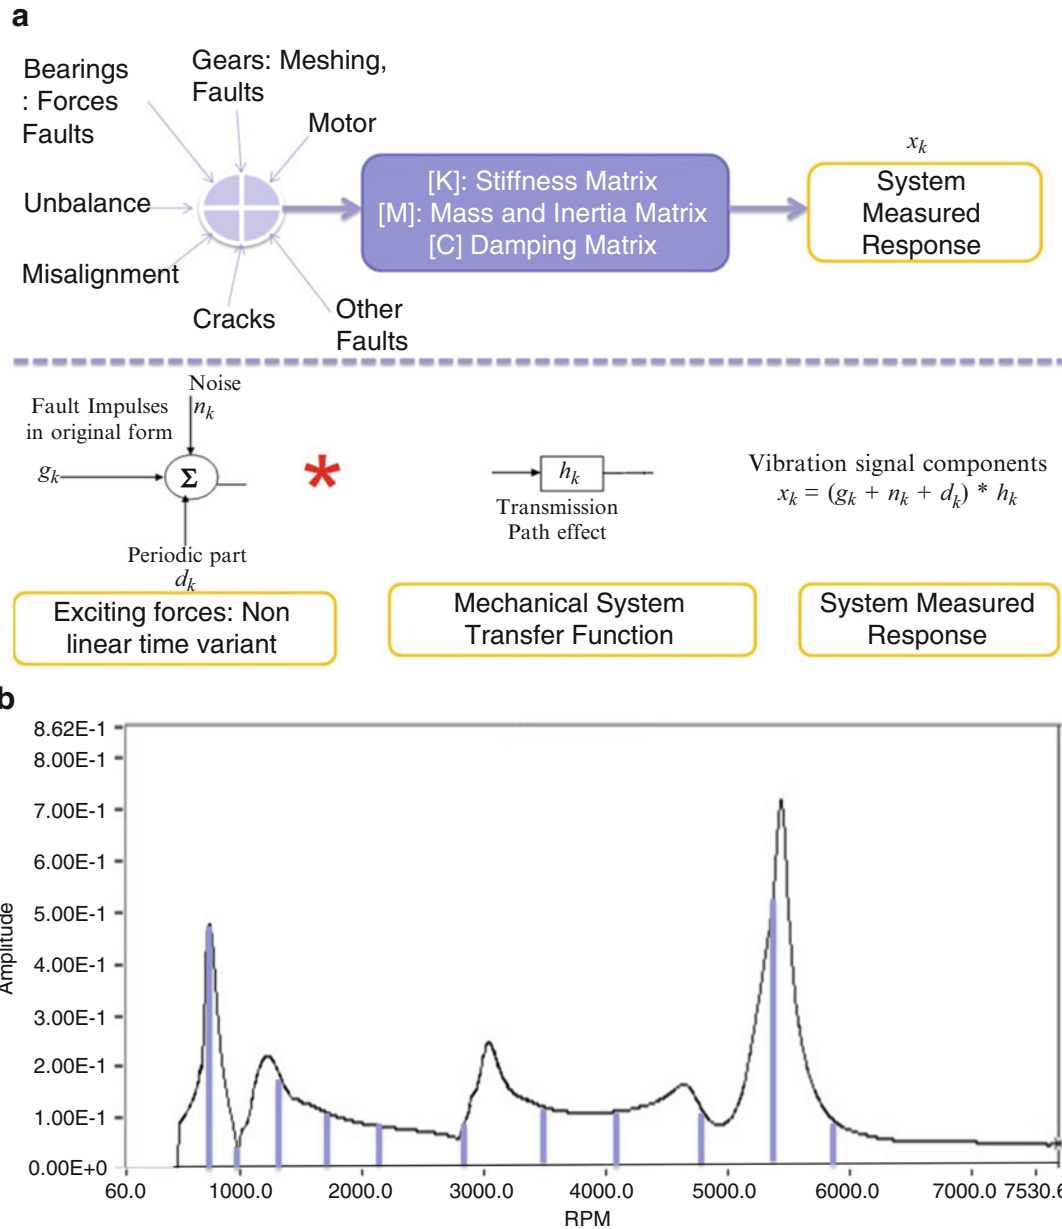 a
Bearings
: Forces
Faults
Gears: Meshing,
Faults
Motor
Unbalance
Misalignment
Cracks
Other
Faults
[K]: Stiffness Matrix
[M]: Mass and Inertia Matrix
[C] Damping Matrix
x_k
System
Measured
Response
Noise
n_k
Fault Impulses
in original form
g_k
Σ
Periodic part
d_k
*
h_k
Transmission
Path effect
Vibration signal components
x_k = (g_k + n_k + d_k) * h_k
Exciting forces: Non
linear time variant
Mechanical System
Transfer Function
System Measured
Response
b
8.62E-1
8.00E-1
7.00E-1
6.00E-1
5.00E-1
4.00E-1
3.00E-1
2.00E-1
1.00E-1
0.00E+0
Amplitude
60.0 1000.0 2000.0 3000.0 4000.0 5000.0 6000.0 7000.0 7530.6
RPM